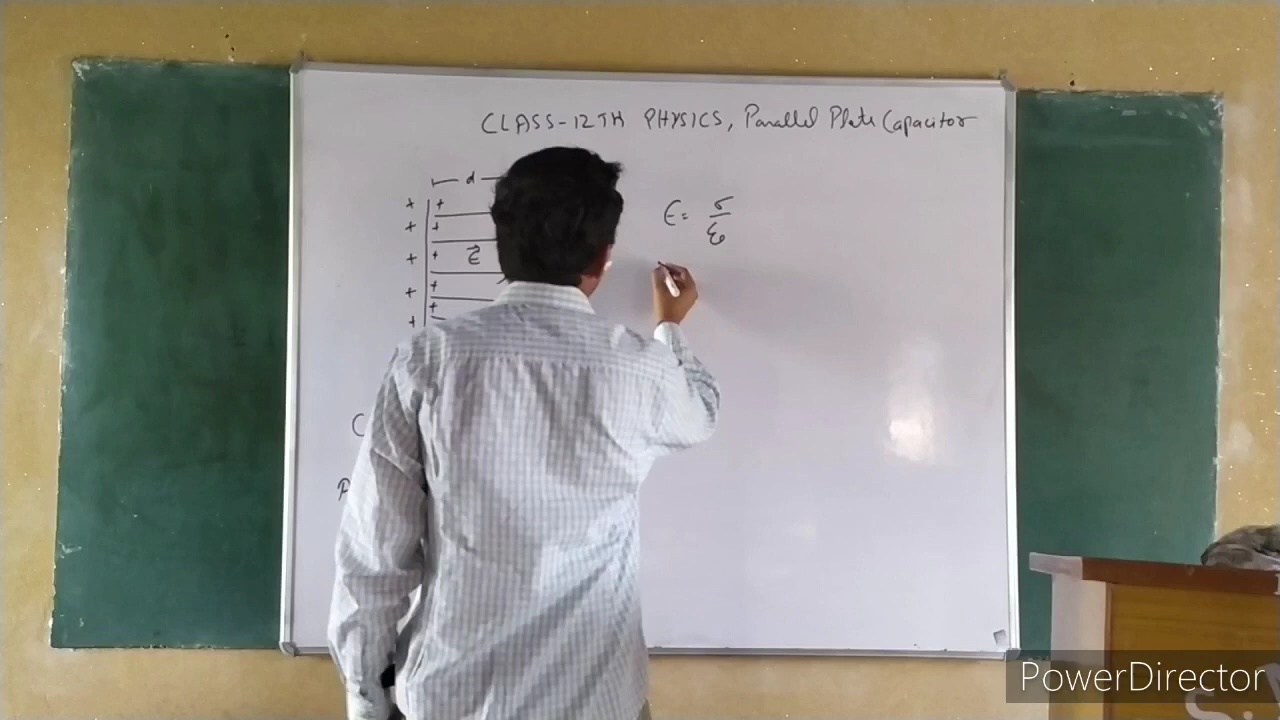 CLASS-12TH PHYSICS, Parallel Plate Capacitor
d
+ +
+ +
+ + E⃗
+ +
+ +
E = σ/ε₀
C
PowerDirector
S.